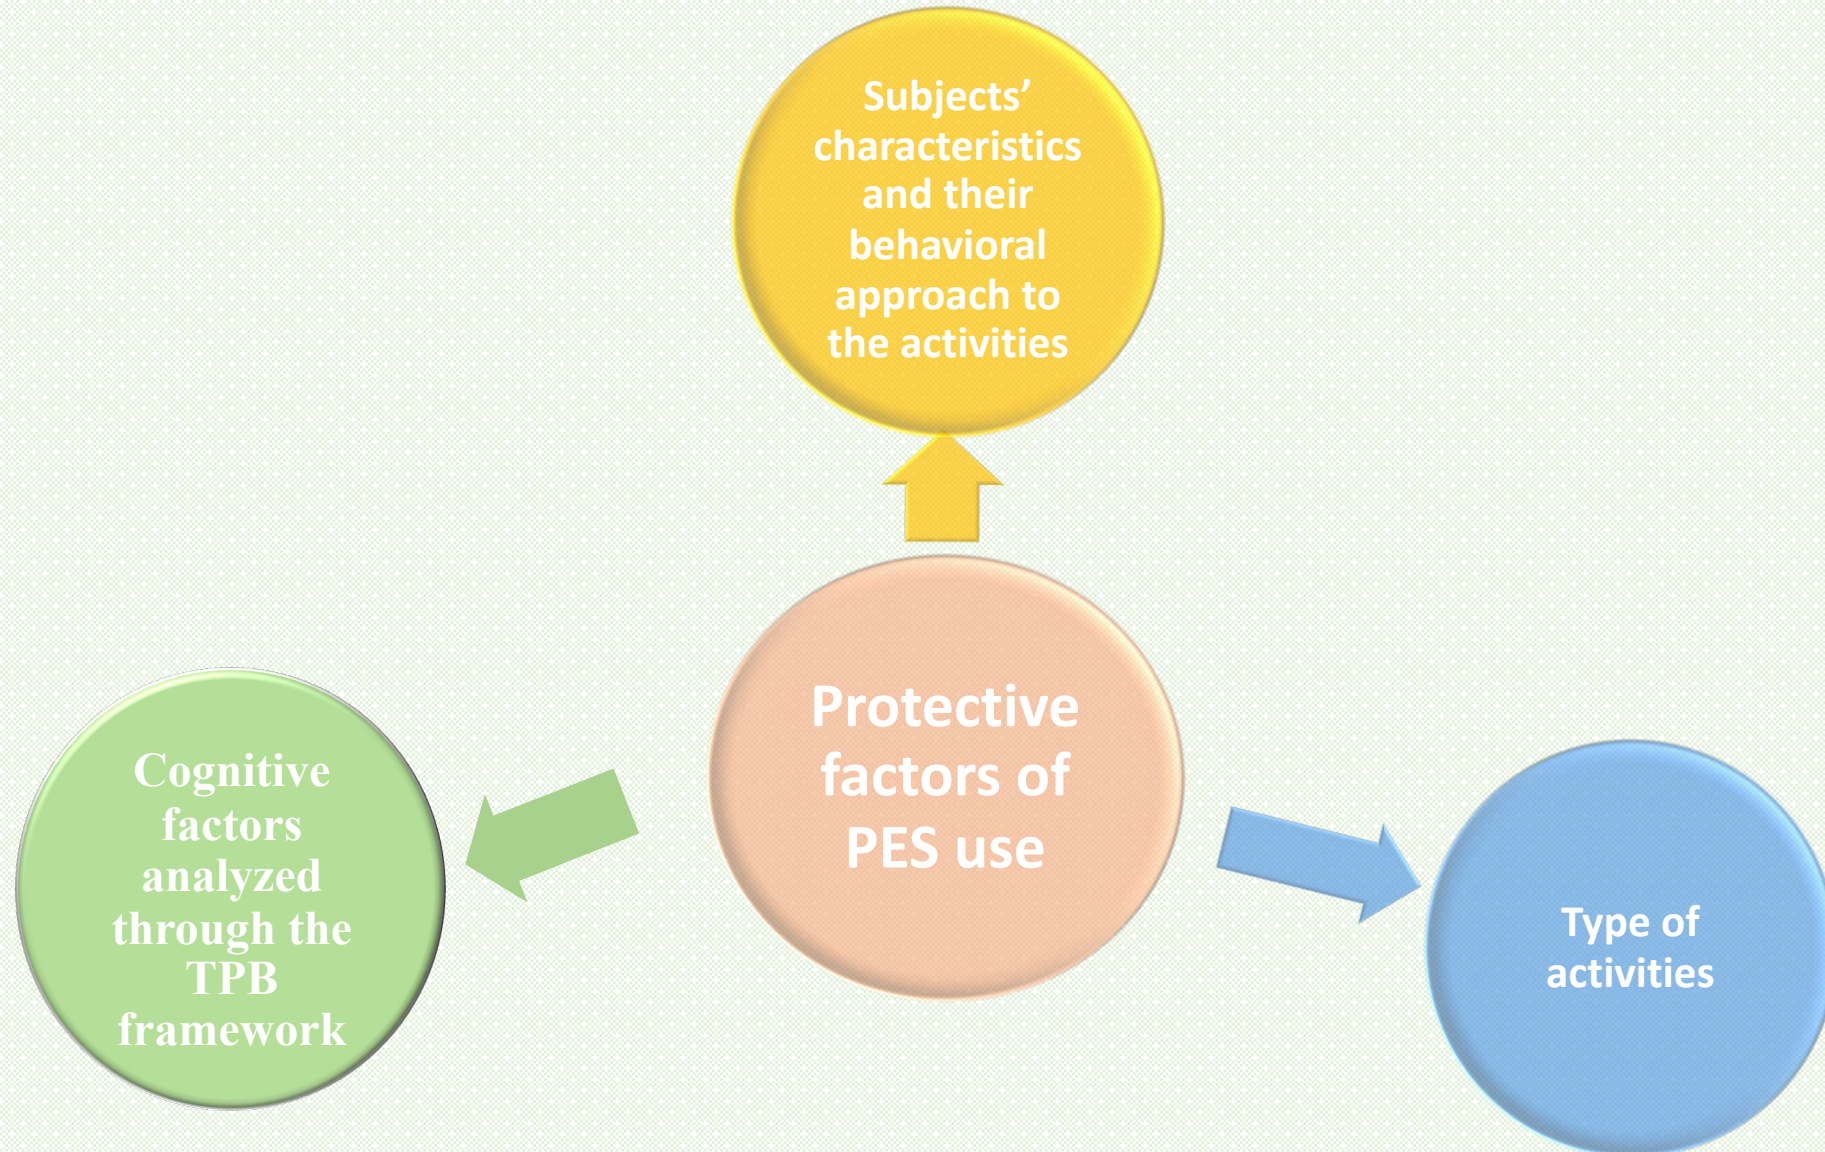 Subjects’
characteristics
and their
behavioral
approach to
the activities
Protective
factors of
PES use
Cognitive
factors
analyzed
through the
TPB
framework
Type of
activities